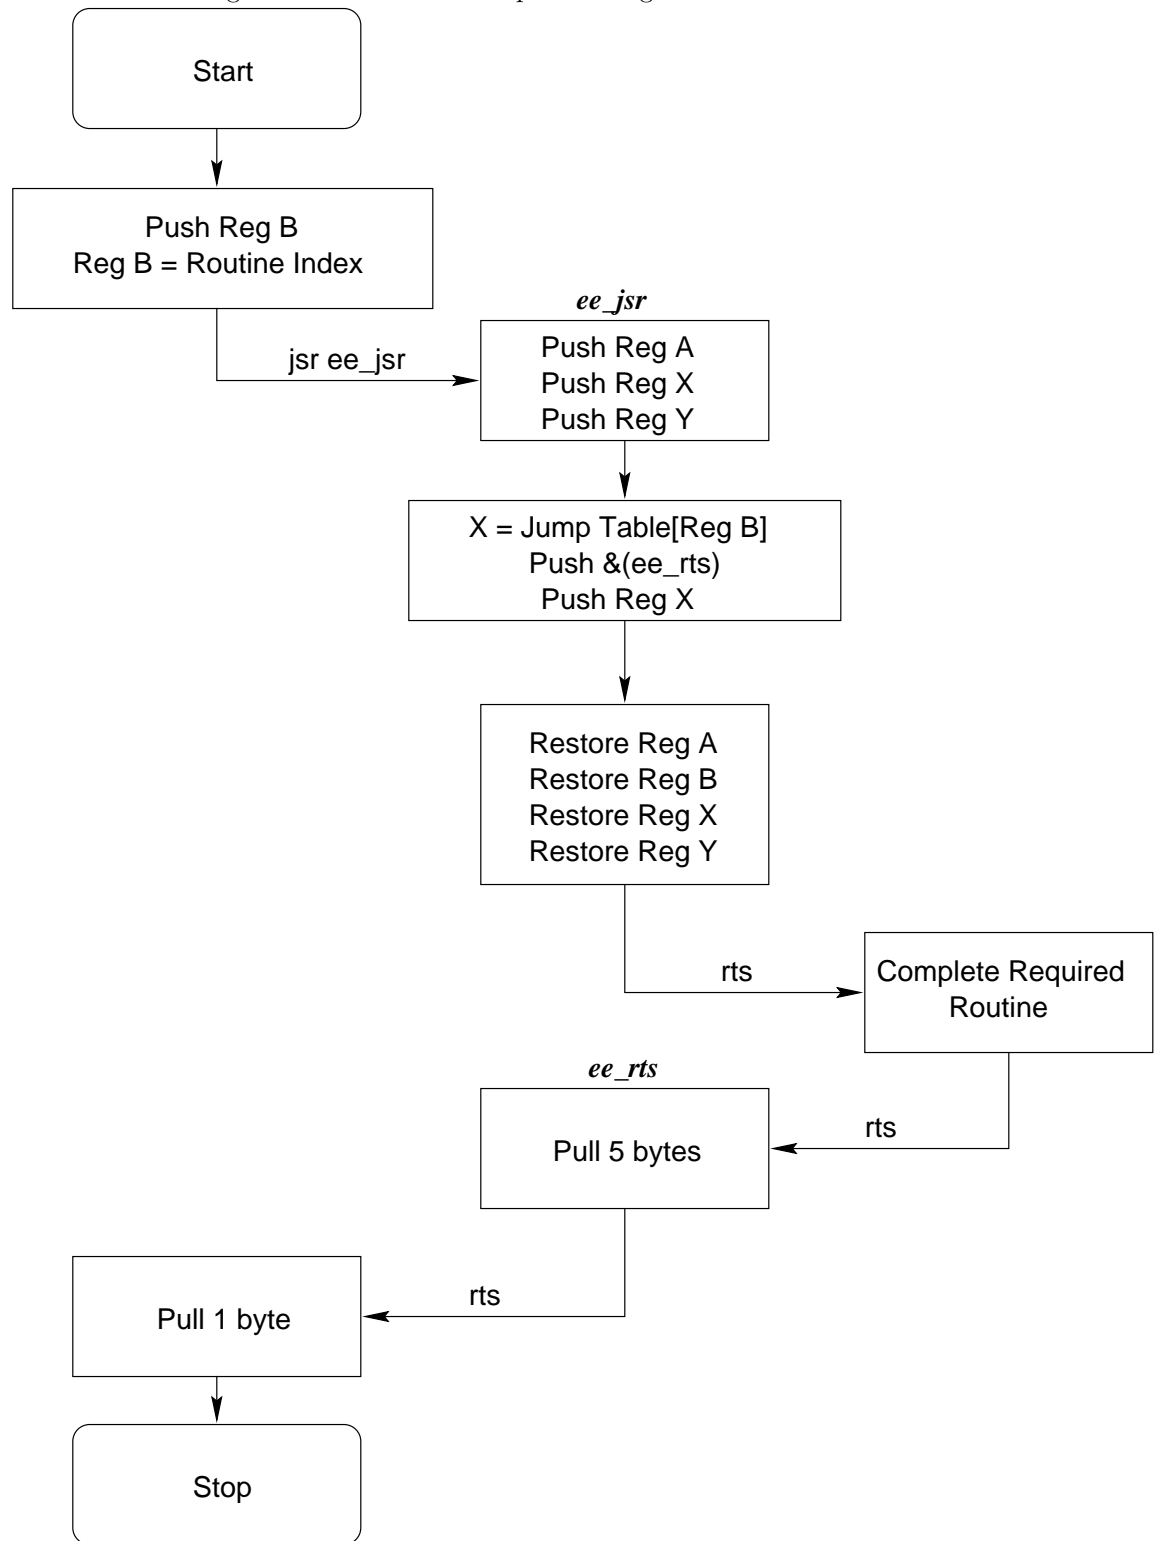 Start
Push Reg B
Reg B = Routine Index
ee_jsr
jsr ee_jsr
Push Reg A
Push Reg X
Push Reg Y
X = Jump Table[Reg B]
Push &(ee_rts)
Push Reg X
Restore Reg A
Restore Reg B
Restore Reg X
Restore Reg Y
rts
Complete Required
Routine
ee_rts
rts
Pull 5 bytes
rts
Pull 1 byte
Stop